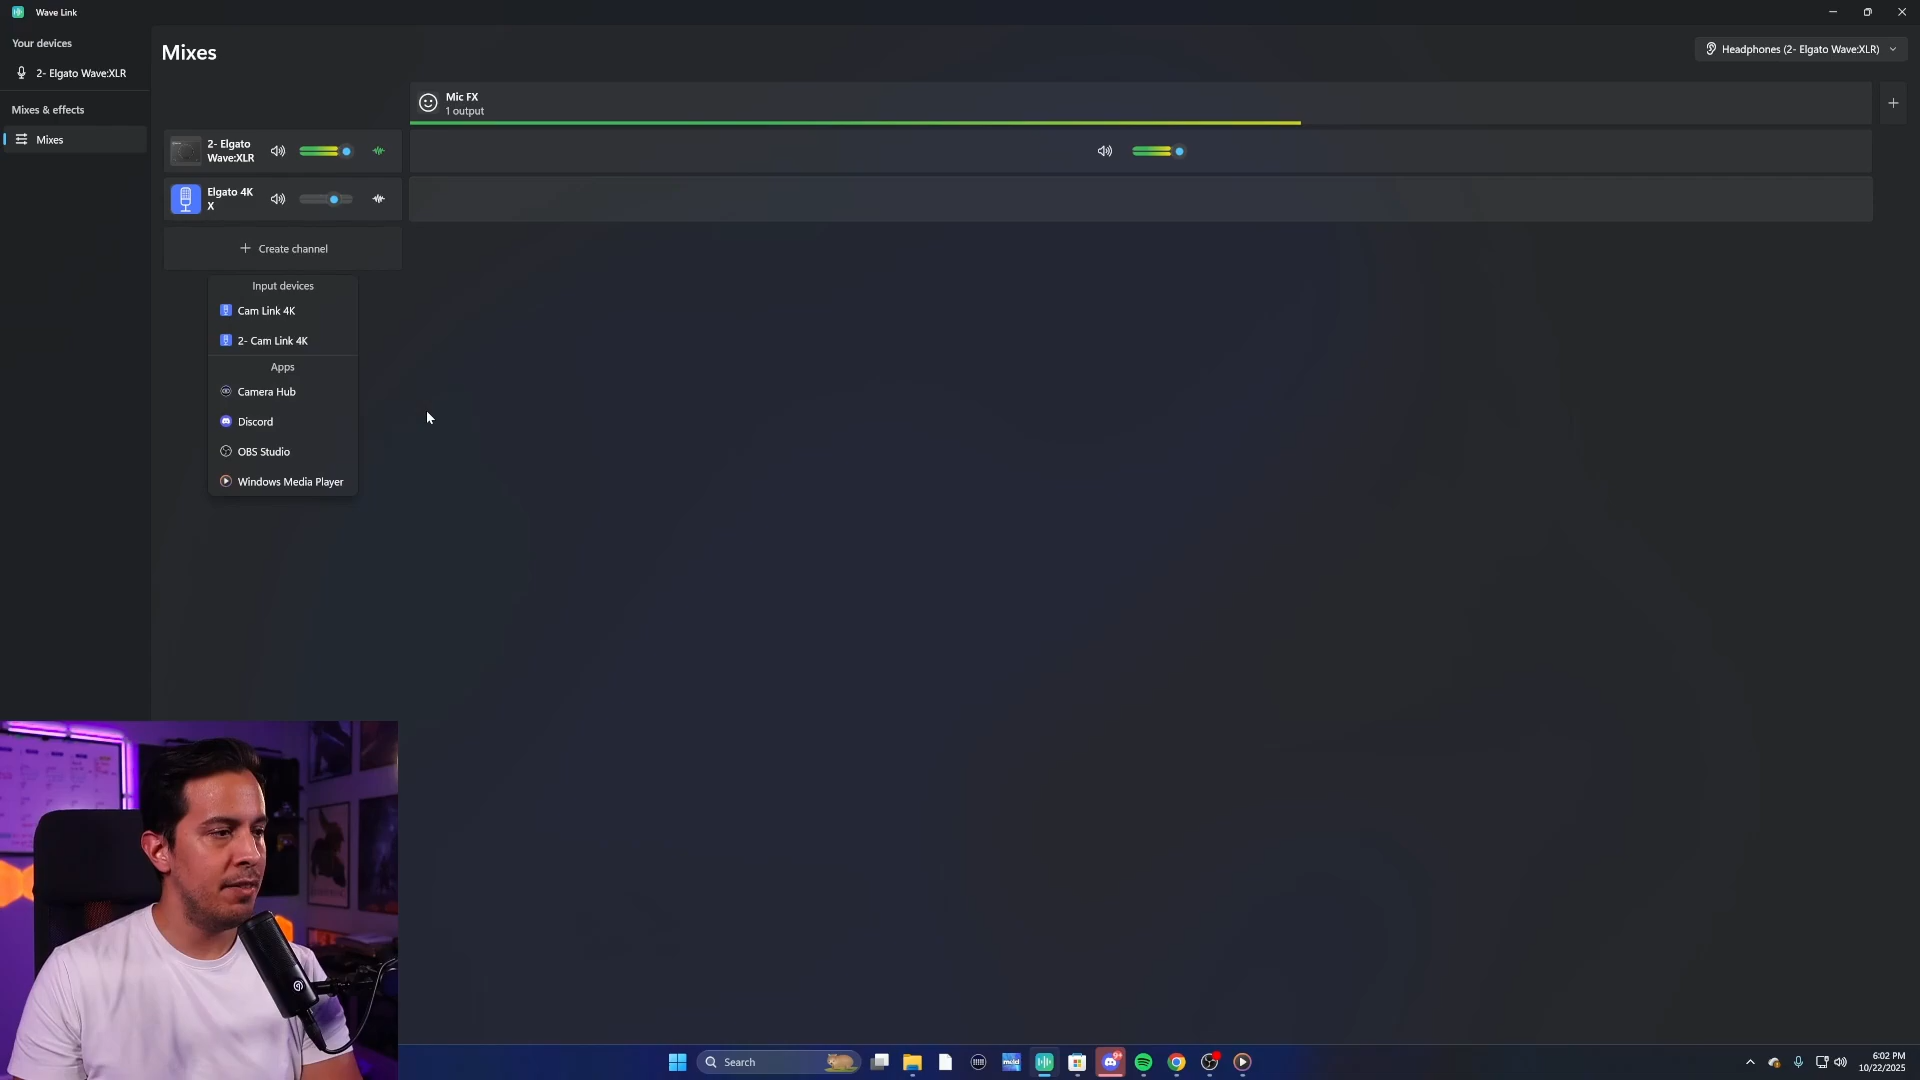 Wave Link
Your devices
2- Elgato Wave:XLR
Mixes & effects
Mixes
Mixes
Headphones (2- Elgato Wave:XLR)
Mic FX
1 output
2- Elgato
Wave:XLR
Elgato 4K
X
Create channel
Input devices
Cam Link 4K
2- Cam Link 4K
Apps
Camera Hub
Discord
OBS Studio
Windows Media Player
Search
6:02 PM
10/22/2025